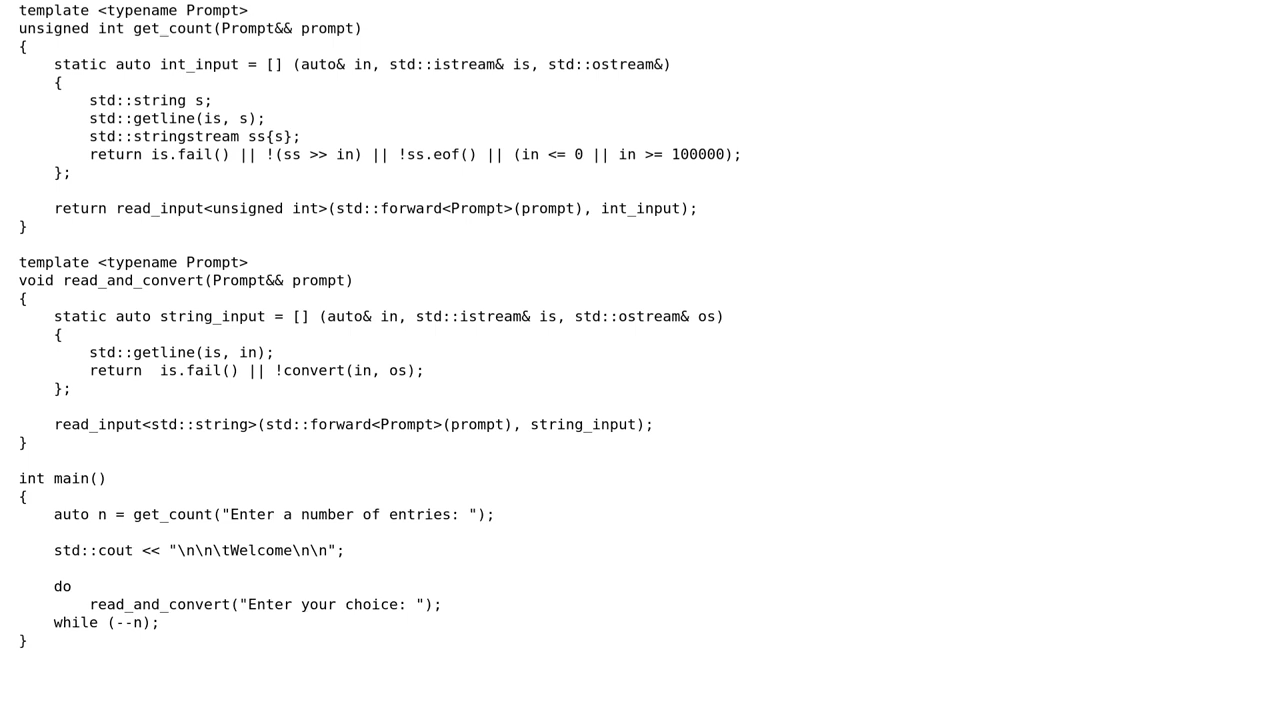 template <typename Prompt>
unsigned int get_count(Prompt&& prompt)
{
    static auto int_input = [] (auto& in, std::istream& is, std::ostream&)
    {
        std::string s;
        std::getline(is, s);
        std::stringstream ss{s};
        return is.fail() || !(ss >> in) || !ss.eof() || (in <= 0 || in >= 100000);
    };

    return read_input<unsigned int>(std::forward<Prompt>(prompt), int_input);
}

template <typename Prompt>
void read_and_convert(Prompt&& prompt)
{
    static auto string_input = [] (auto& in, std::istream& is, std::ostream& os)
    {
        std::getline(is, in);
        return  is.fail() || !convert(in, os);
    };

    read_input<std::string>(std::forward<Prompt>(prompt), string_input);
}

int main()
{
    auto n = get_count("Enter a number of entries: ");

    std::cout << "\n\n\tWelcome\n\n";

    do
        read_and_convert("Enter your choice: ");
    while (--n);
}